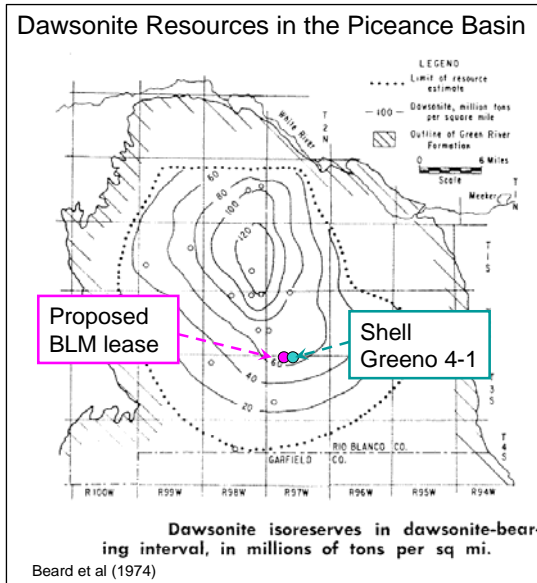 Dawsonite Resources in the Piceance Basin
LEGEND
Limit of resource
estimate
—100— Dawsonite, million tons
per square mile
Outline of Green River
Formation
0 6 Miles
Scale
White River
T
2
N
Meeker
T
1
N
T
1
S
60
80
100
120
Proposed
BLM lease
Shell
Greeno 4-1
60
40
20
T
3
S
T
4
S
RIO BLANCO CO.
GARFIELD CO.
R100W R99W R98W R97W R96W R95W R94W
Dawsonite isoreserves in dawsonite-bear-
ing interval, in millions of tons per sq mi.
Beard et al (1974)